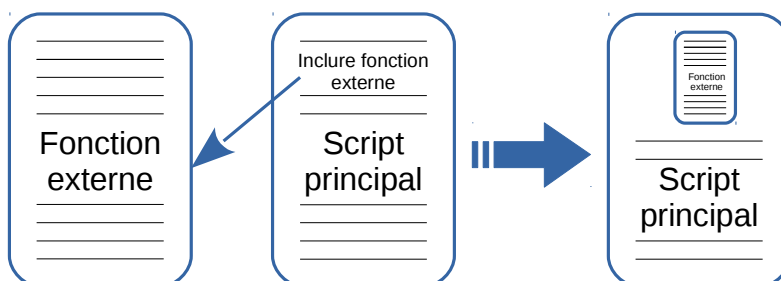 Fonction
externe
Inclure fonction
externe
Script
principal
Fonction
externe
Script
principal